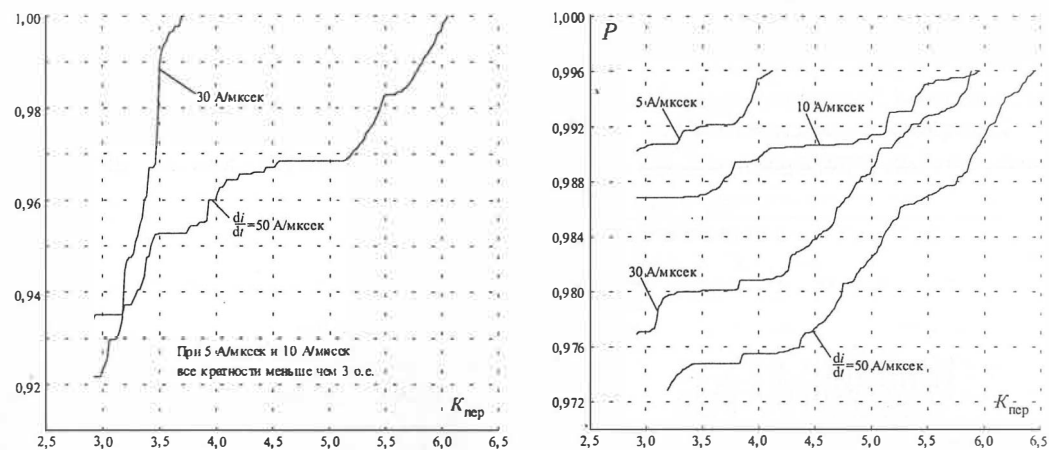 1,00
0,98
0,96
0,94
0,92
30 А/мксек
di/dt=50 А/мксек
При 5 А/мксек и 10 А/мксек
все кратности меньше чем 3 о.е.
Kпер
2,5 3,0 3,5 4,0 4,5 5,0 5,5 6,0 6,5
1,000
P
0,996
0,992
0,988
0,984
0,980
0,976
0,972
5 А/мксек
10 А/мксек
30 А/мксек
di/dt=50 А/мксек
Kпер
2,5 3,0 3,5 4,0 4,5 5,0 5,5 6,0 6,5